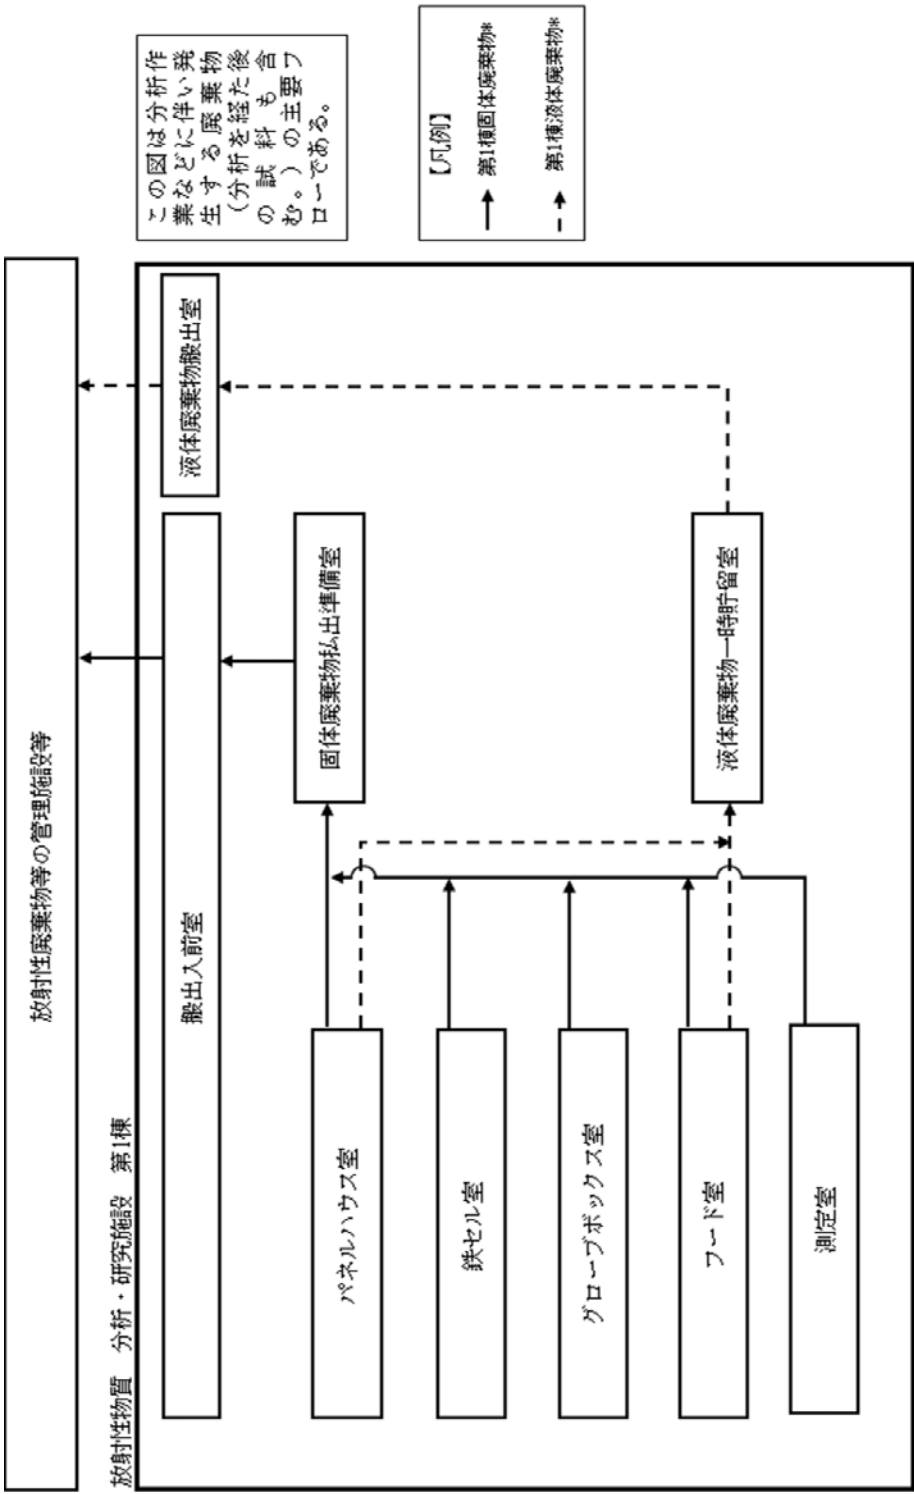 放射性廃棄物等の管理施設等
放射性物質　分析・研究施設　第1棟
搬出入前室
液体廃棄物搬出室
パネルハウス室
固体廃棄物払出準備室
鉄セル室
グローブボックス室
フード室
液体廃棄物一時貯留室
測定室
この図は分析作
業などに伴い発
生する廃棄物
（分析を経た後
の試料も含
む。）の主要フ
ローである。
【凡例】
第1棟固体廃棄物*
第1棟液体廃棄物*